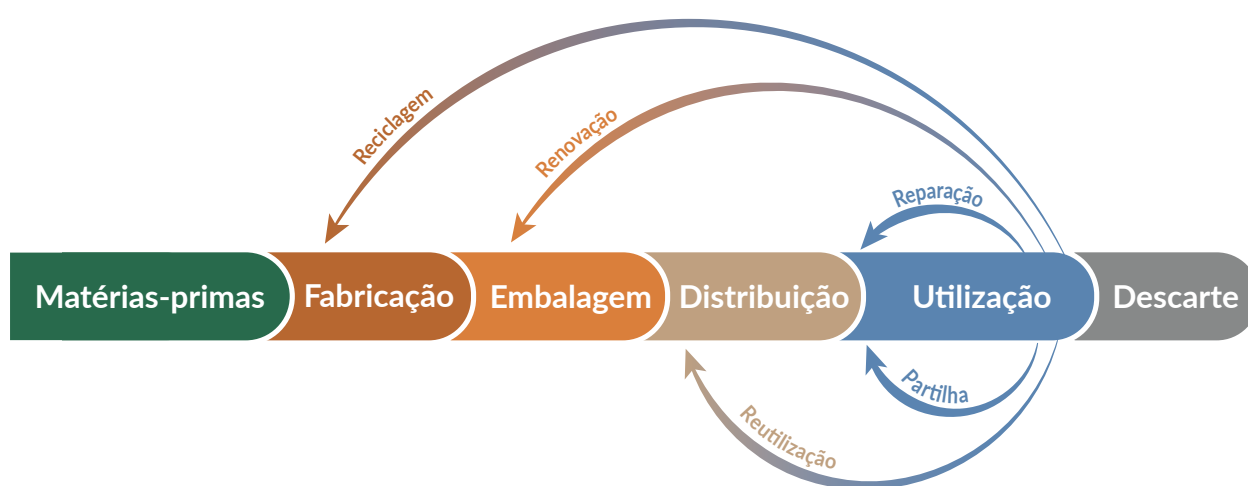 Reciclagem
Renovação
Reparação
Matérias-primas
Fabricação
Embalagem
Distribuição
Utilização
Descarte
Partilha
Reutilização